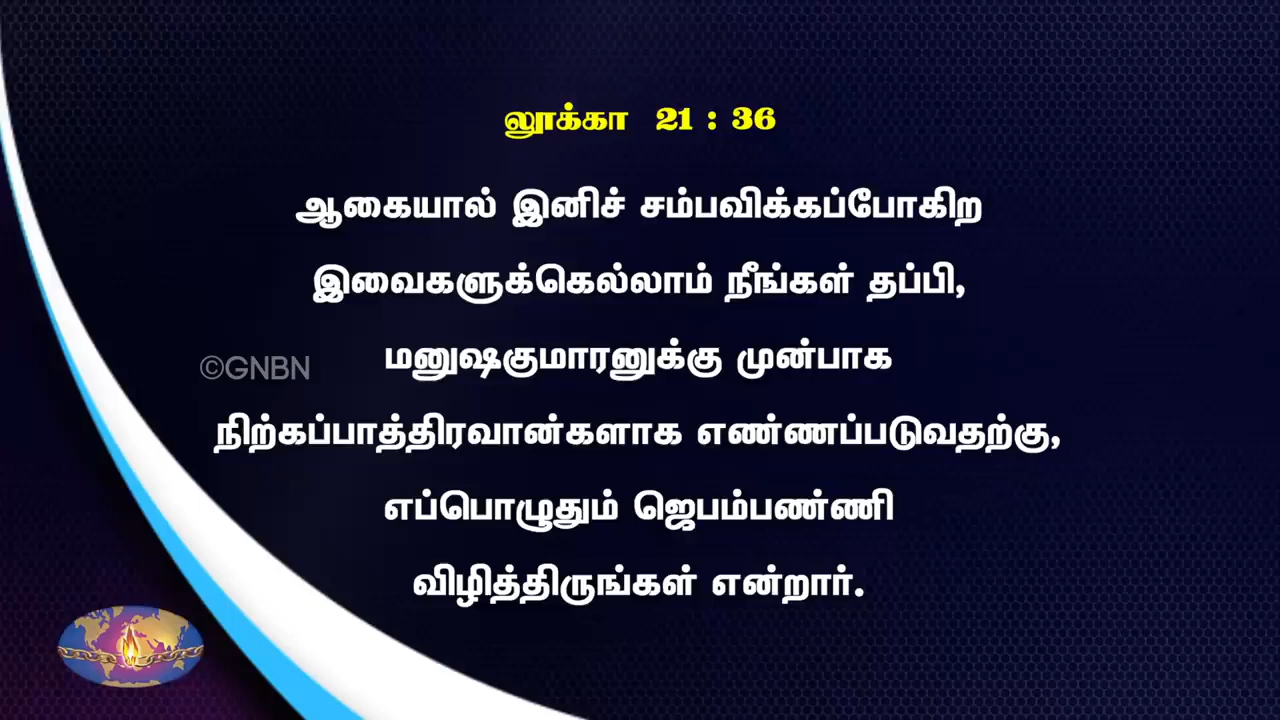 லூக்கா 21 : 36
ஆகையால் இனிச் சம்பவிக்கப்போகிற
இவைகளுக்கெல்லாம் நீங்கள் தப்பி,
மனுஷகுமாரனுக்கு முன்பாக
©GNBN
நிற்கப்பாத்திரவான்களாக எண்ணப்படுவதற்கு,
எப்பொழுதும் ஜெபம்பண்ணி
விழித்திருங்கள் என்றார்.